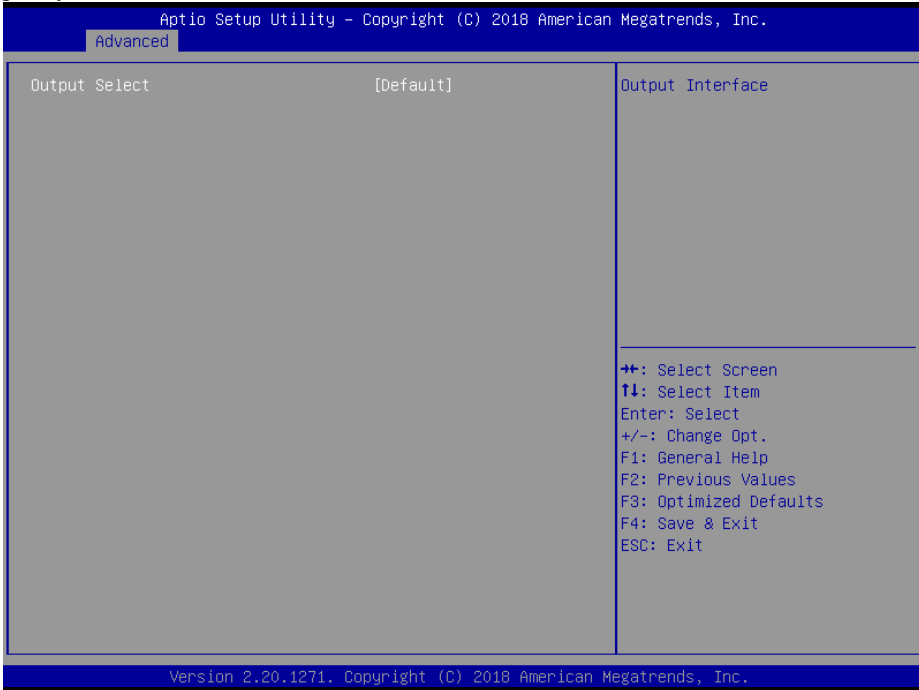 Aptio Setup Utility – Copyright (C) 2018 American Megatrends, Inc.
Advanced
Output Select [Default]
Output Interface
→←: Select Screen
↑↓: Select Item
Enter: Select
+/-: Change Opt.
F1: General Help
F2: Previous Values
F3: Optimized Defaults
F4: Save & Exit
ESC: Exit
Version 2.20.1271. Copyright (C) 2018 American Megatrends, Inc.